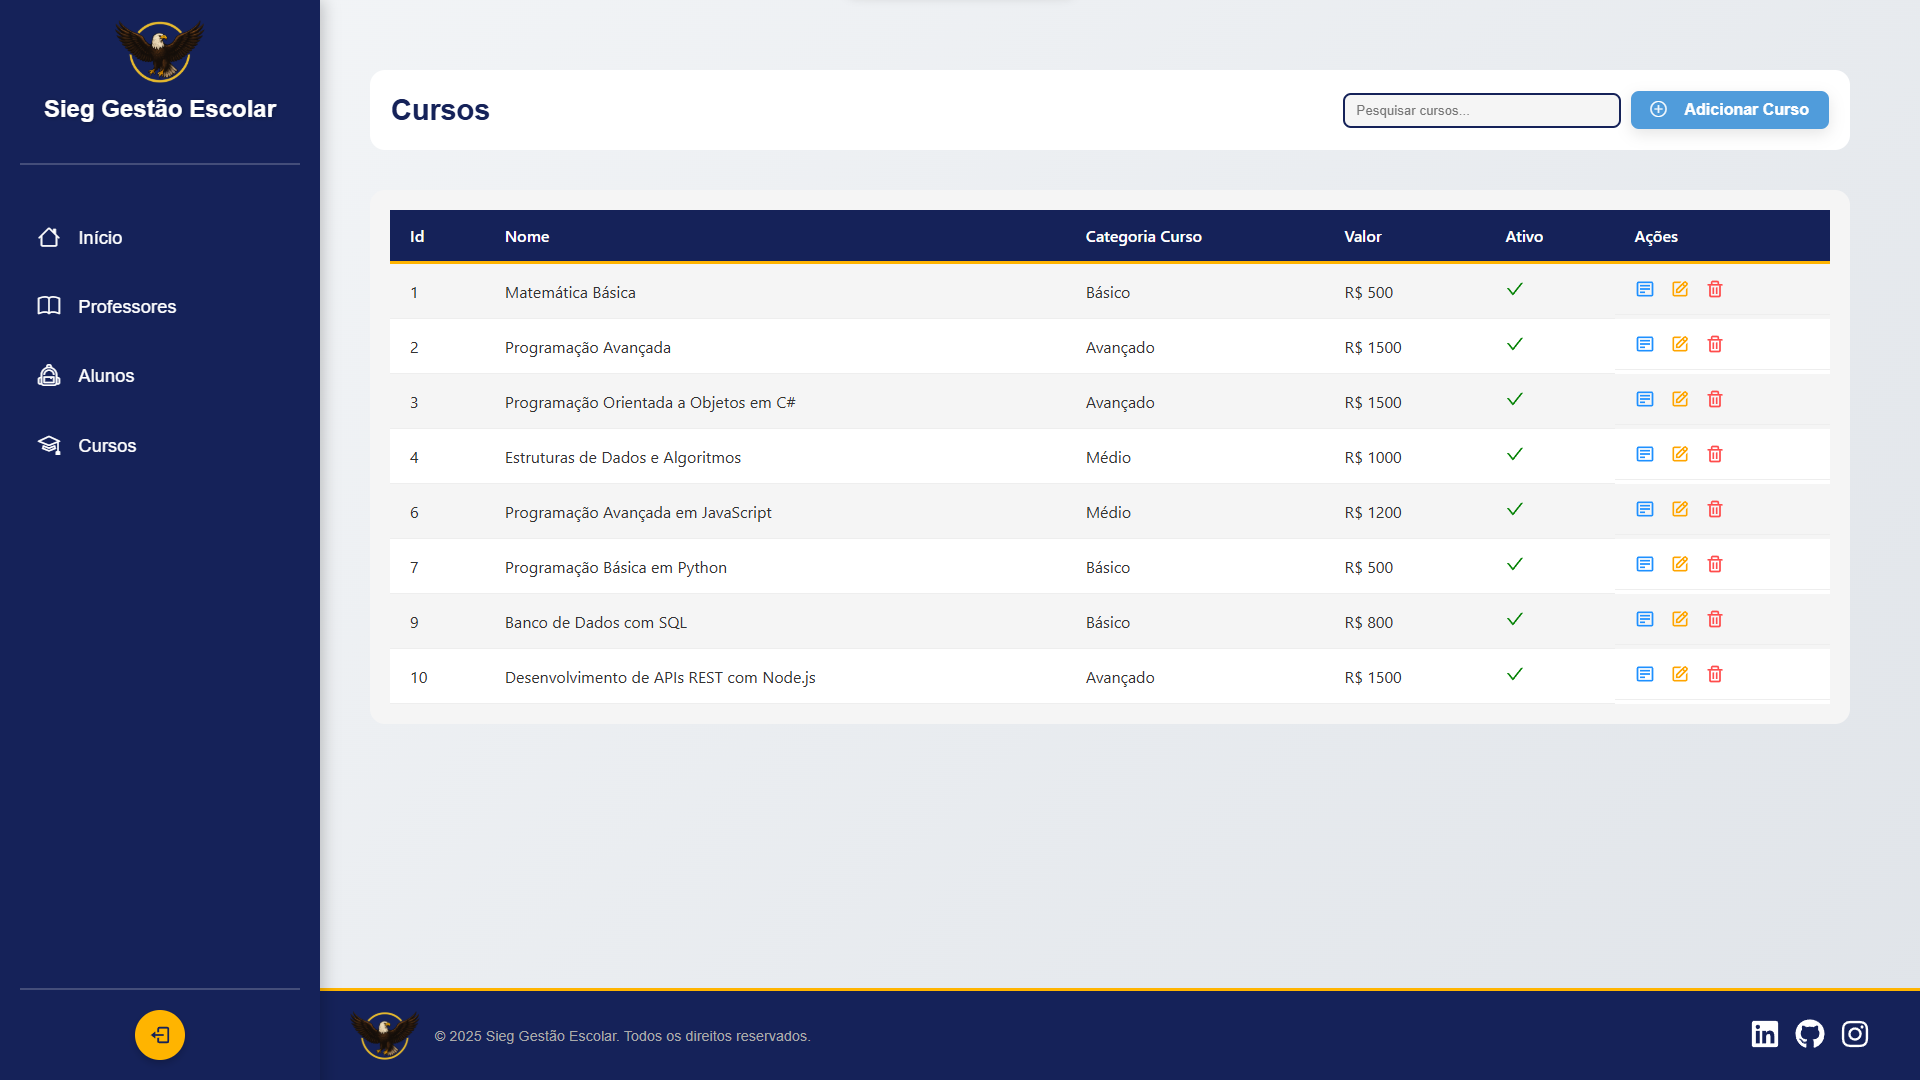 Sieg Gestão Escolar
Início
Professores
Alunos
Cursos
Cursos
Pesquisar cursos...
Adicionar Curso
Id Nome Categoria Curso Valor Ativo Ações
1 Matemática Básica Básico R$ 500
2 Programação Avançada Avançado R$ 1500
3 Programação Orientada a Objetos em C# Avançado R$ 1500
4 Estruturas de Dados e Algoritmos Médio R$ 1000
6 Programação Avançada em JavaScript Médio R$ 1200
7 Programação Básica em Python Básico R$ 500
9 Banco de Dados com SQL Básico R$ 800
10 Desenvolvimento de APIs REST com Node.js Avançado R$ 1500
© 2025 Sieg Gestão Escolar. Todos os direitos reservados.